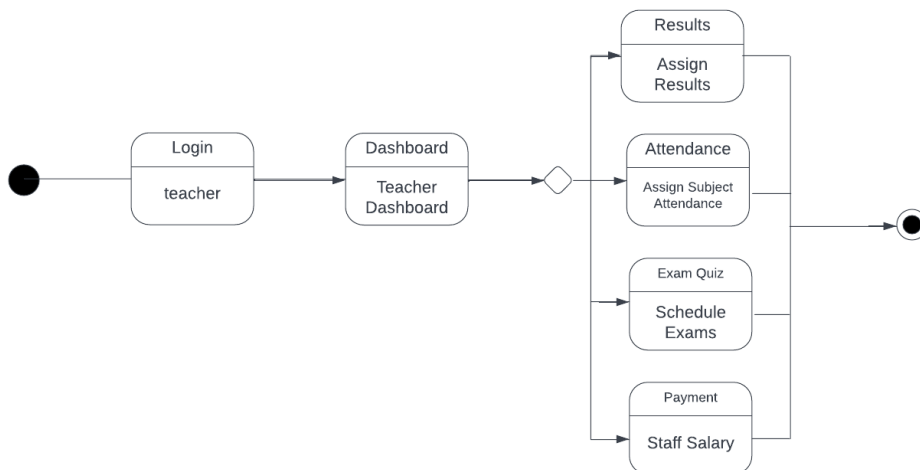 Login
teacher
Dashboard
Teacher
Dashboard
Results
Assign
Results
Attendance
Assign Subject
Attendance
Exam Quiz
Schedule
Exams
Payment
Staff Salary